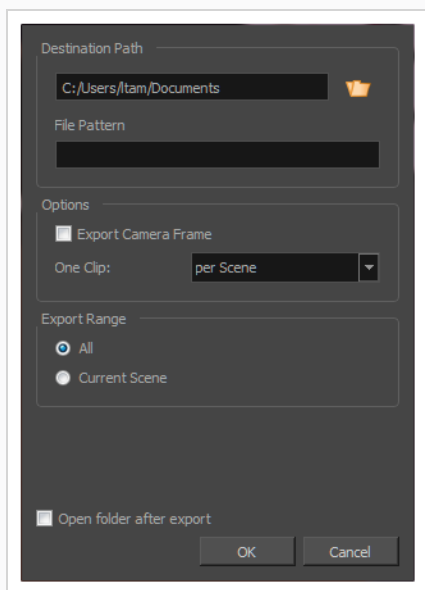 Destination Path
C:/Users/ltam/Documents
File Pattern
Options
Export Camera Frame
One Clip: per Scene
Export Range
All
Current Scene
Open folder after export
OK Cancel